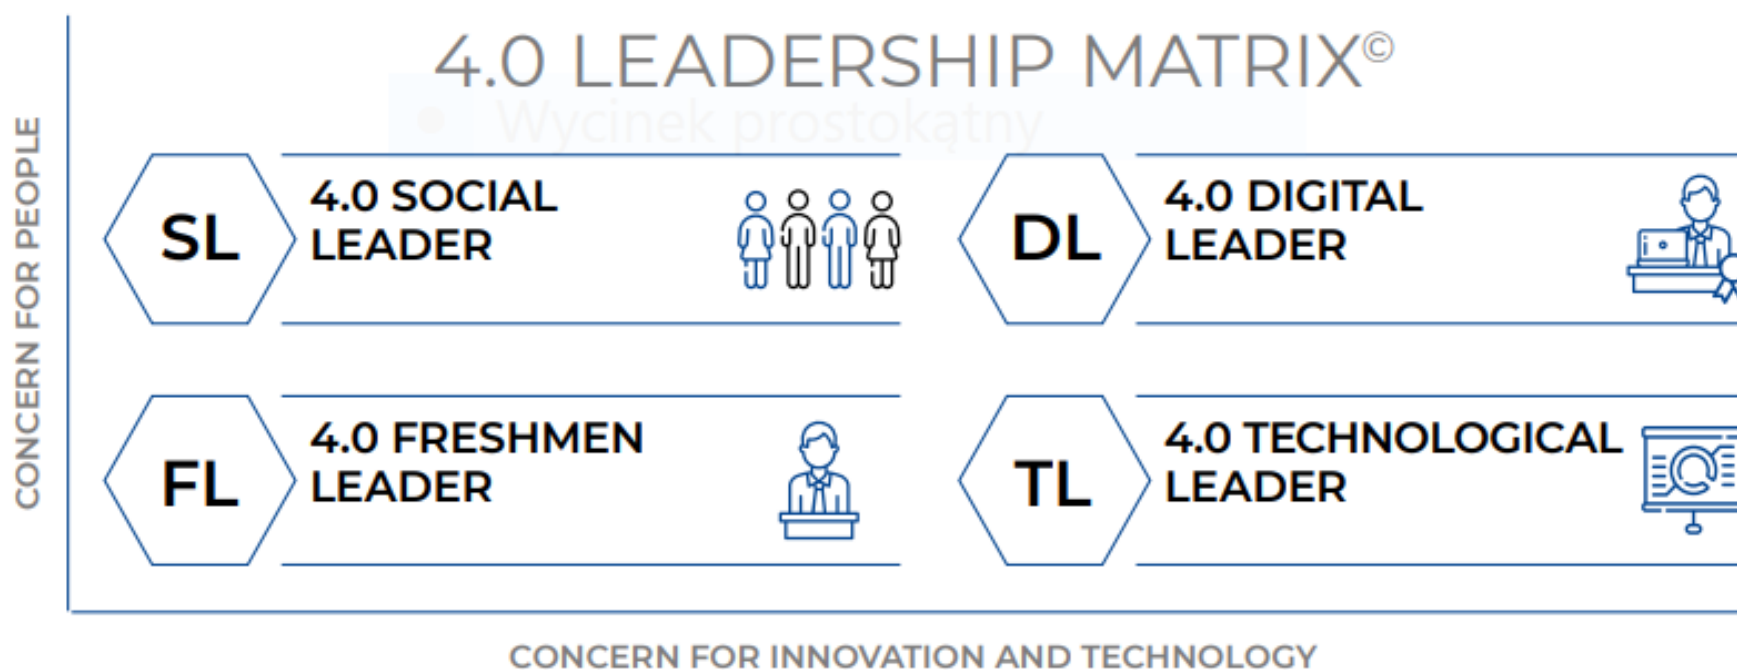 4.0 LEADERSHIP MATRIX©
Wycinek prostokątny
CONCERN FOR PEOPLE
SL
4.0 SOCIAL
LEADER
DL
4.0 DIGITAL
LEADER
FL
4.0 FRESHMEN
LEADER
TL
4.0 TECHNOLOGICAL
LEADER
CONCERN FOR INNOVATION AND TECHNOLOGY